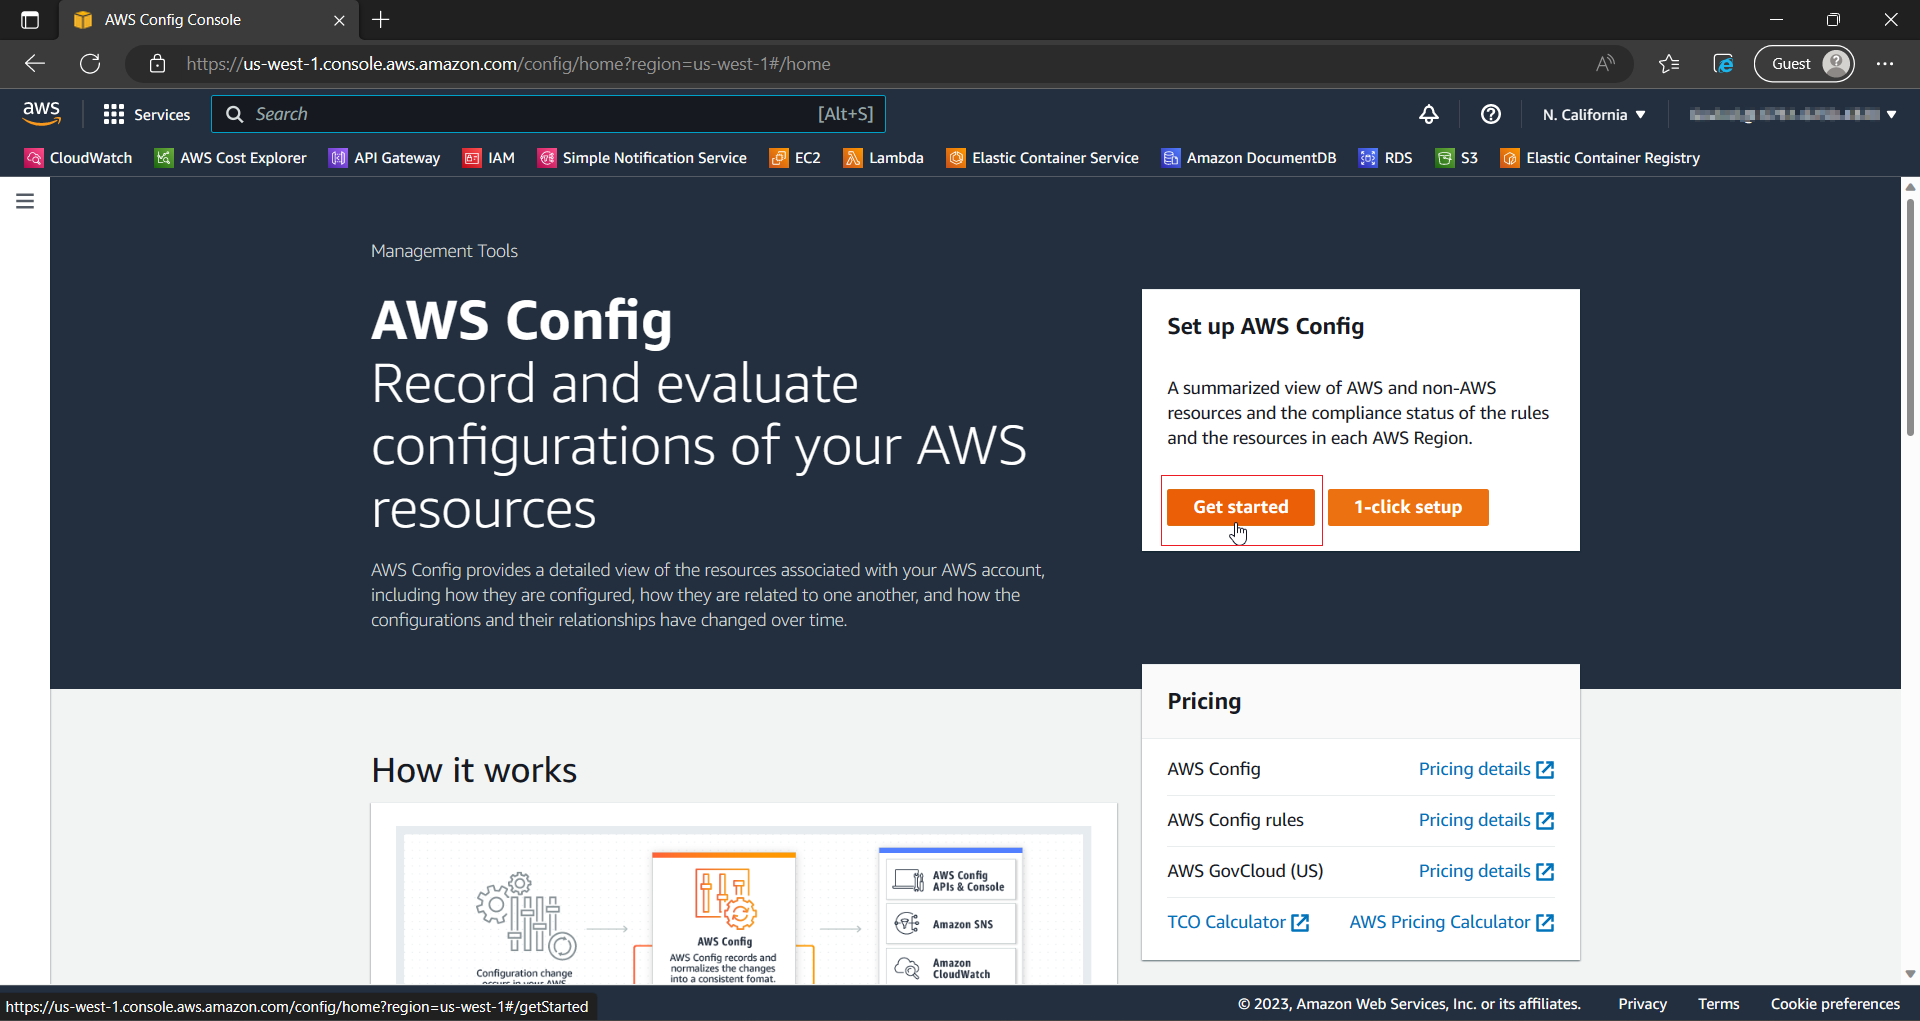 AWS Config Console
https://us-west-1.console.aws.amazon.com/config/home?region=us-west-1#/home
Guest
aws
Services
Search
[Alt+S]
N. California
CloudWatch
AWS Cost Explorer
API Gateway
IAM
Simple Notification Service
EC2
Lambda
Elastic Container Service
Amazon DocumentDB
RDS
S3
Elastic Container Registry
Management Tools
AWS Config
Record and evaluate
configurations of your AWS
resources
AWS Config provides a detailed view of the resources associated with your AWS account,
including how they are configured, how they are related to one another, and how the
configurations and their relationships have changed over time.
Set up AWS Config
A summarized view of AWS and non-AWS
resources and the compliance status of the rules
and the resources in each AWS Region.
Get started
1-click setup
Pricing
AWS Config
Pricing details
AWS Config rules
Pricing details
AWS GovCloud (US)
Pricing details
TCO Calculator
AWS Pricing Calculator
How it works
Configuration change
occurs in your AWS
AWS Config
AWS Config records and
normalizes the changes
into a consistent fomat.
AWS Config
APIs & Console
Amazon SNS
Amazon
CloudWatch
https://us-west-1.console.aws.amazon.com/config/home?region=us-west-1#/getStarted
© 2023, Amazon Web Services, Inc. or its affiliates.
Privacy
Terms
Cookie preferences